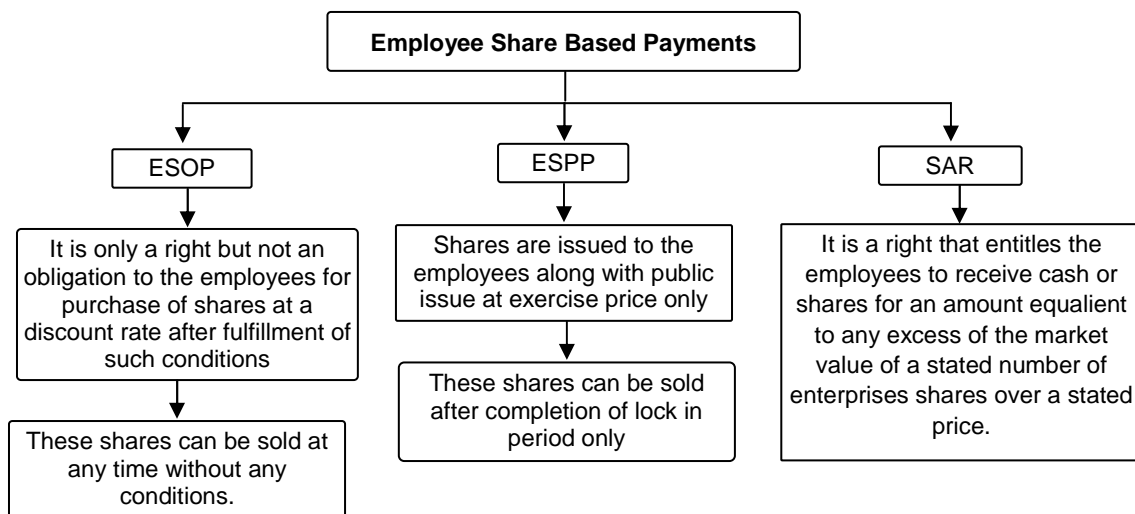 Employee Share Based Payments
ESOP
ESPP
SAR
It is only a right but not an
obligation to the employees for
purchase of shares at a
discount rate after fulfillment of
such conditions
These shares can be sold at
any time without any
conditions.
Shares are issued to the
employees along with public
issue at exercise price only
These shares can be sold
after completion of lock in
period only
It is a right that entitles the
employees to receive cash or
shares for an amount equalient
to any excess of the market
value of a stated number of
enterprises shares over a stated
price.